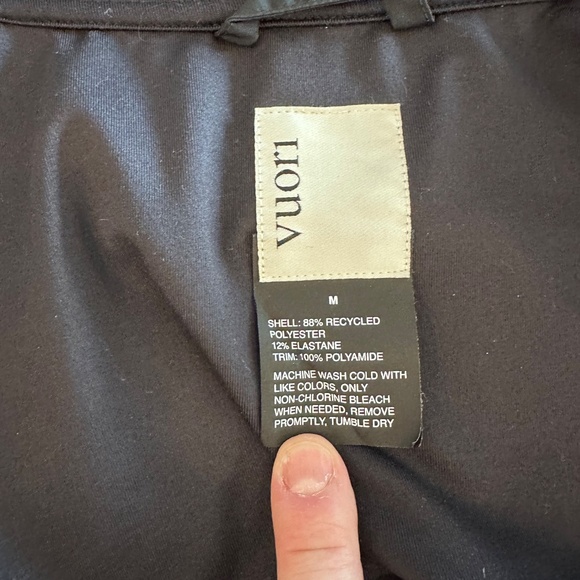 vuori
M
SHELL: 88% RECYCLED
POLYESTER
12% ELASTANE
TRIM: 100% POLYAMIDE
MACHINE WASH COLD WITH
LIKE COLORS, ONLY
NON-CHLORINE BLEACH
WHEN NEEDED, REMOVE
PROMPTLY, TUMBLE DRY